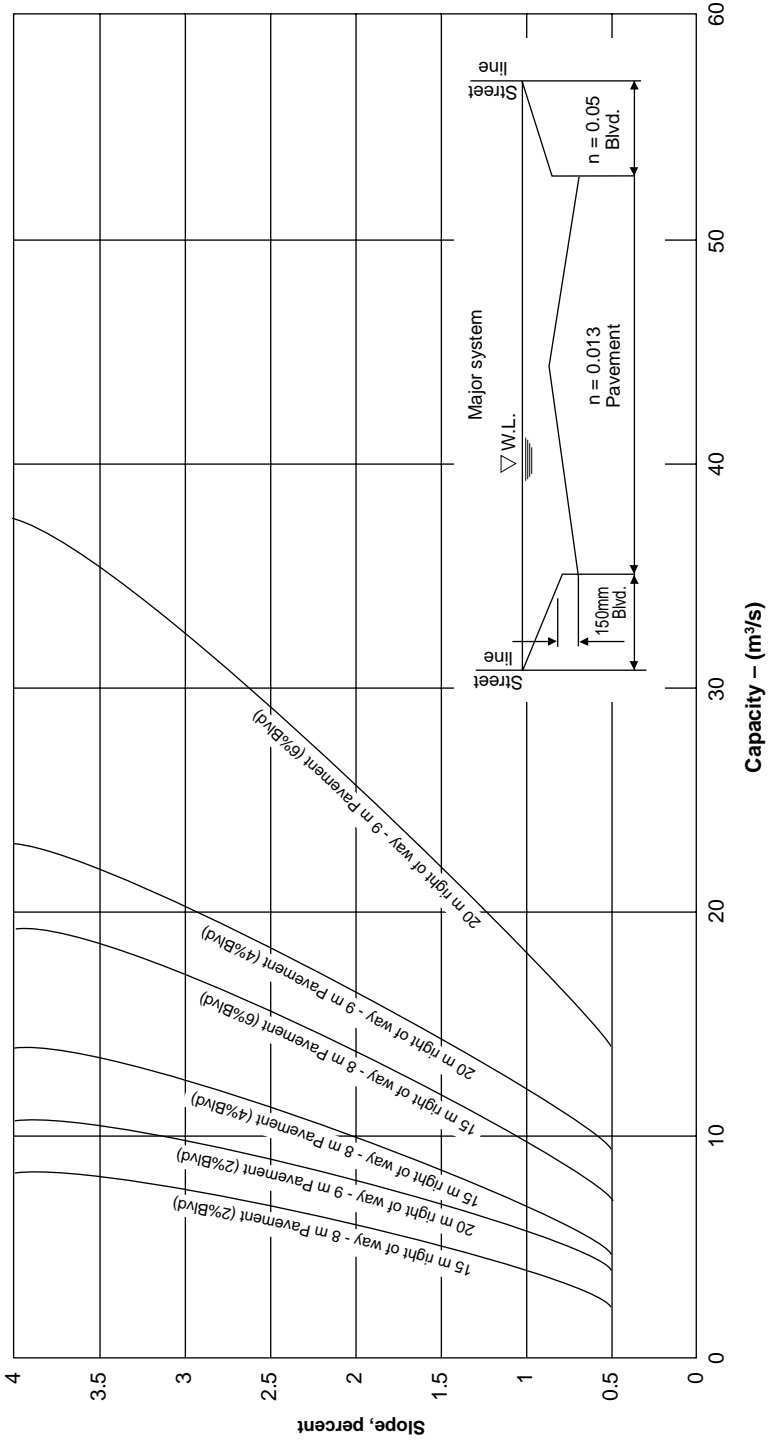 Slope, percent
4
3.5
3
2.5
2
1.5
1
0.5
0
0
10
20
30
40
50
60
Capacity – (m³/s)
15 m right of way - 8 m Pavement (2%Blvd)
20 m right of way - 9 m Pavement (2%Blvd)
15 m right of way - 8 m Pavement (4%Blvd)
15 m right of way - 8 m Pavement (6%Blvd)
20 m right of way - 9 m Pavement (4%Blvd)
20 m right of way - 9 m Pavement (6%Blvd)
Major system
W.L.
Street
line
Street
line
150mm
Blvd.
n = 0.013
Pavement
n = 0.05
Blvd.